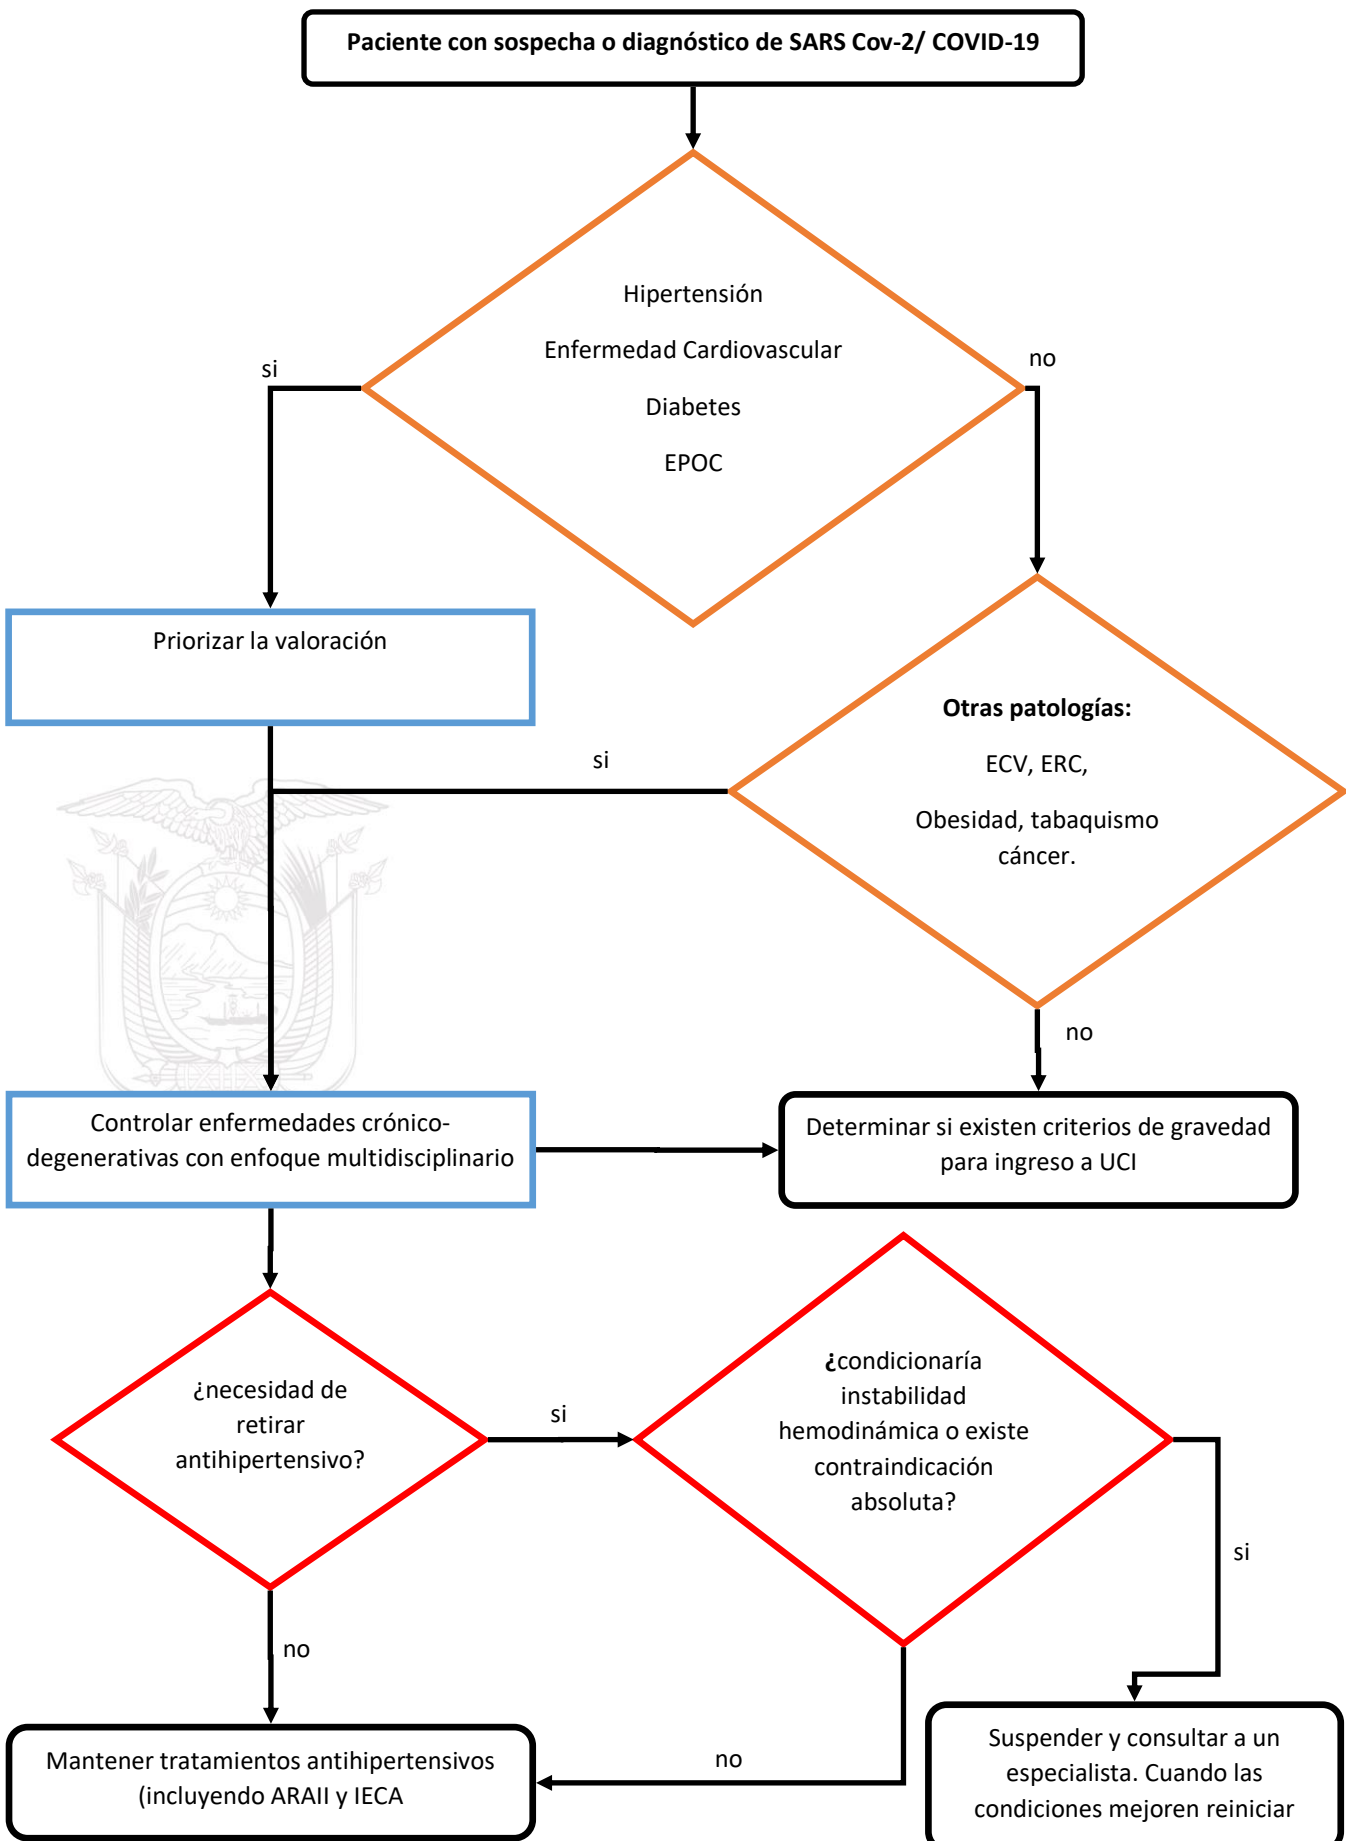 Paciente con sospecha o diagnóstico de SARS Cov-2/ COVID-19
Hipertensión
Enfermedad Cardiovascular
Diabetes
EPOC
si
no
Priorizar la valoración
Otras patologías:
ECV, ERC,
Obesidad, tabaquismo
cáncer.
si
no
Controlar enfermedades crónico-
degenerativas con enfoque multidisciplinario
Determinar si existen criterios de gravedad
para ingreso a UCI
¿necesidad de
retirar
antihipertensivo?
si
¿condicionaría
instabilidad
hemodinámica o existe
contraindicación
absoluta?
si
no
no
Mantener tratamientos antihipertensivos
(incluyendo ARAII y IECA
Suspender y consultar a un
especialista. Cuando las
condiciones mejoren reiniciar